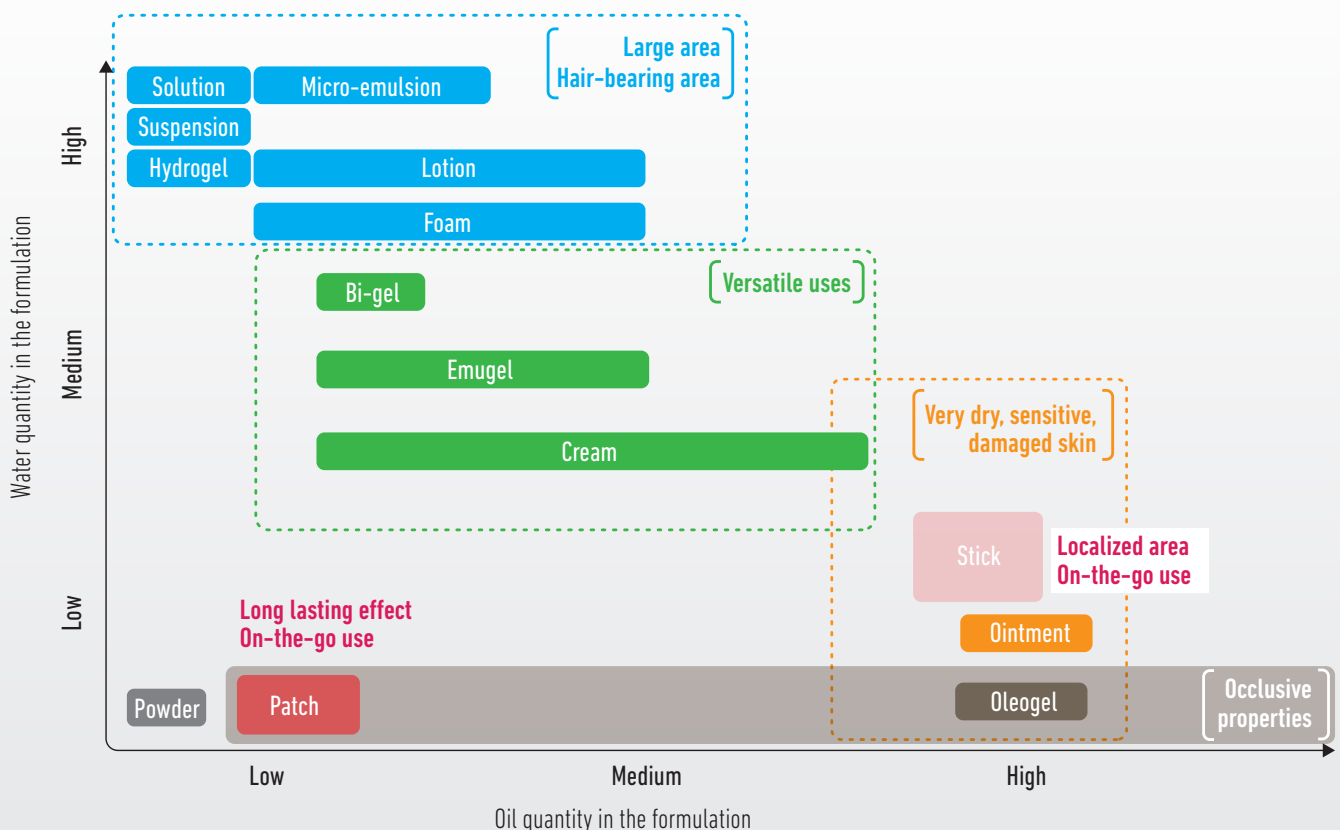 Large area
Hair-bearing area
Solution
Micro-emulsion
Suspension
Hydrogel
Lotion
Foam
Bi-gel
Versatile uses
Emugel
Cream
Very dry, sensitive,
damaged skin
Stick
Localized area
On-the-go use
Long lasting effect
On-the-go use
Ointment
Powder
Patch
Oleogel
Occlusive
properties
High
Medium
Low
Water quantity in the formulation
Low
Medium
High
Oil quantity in the formulation